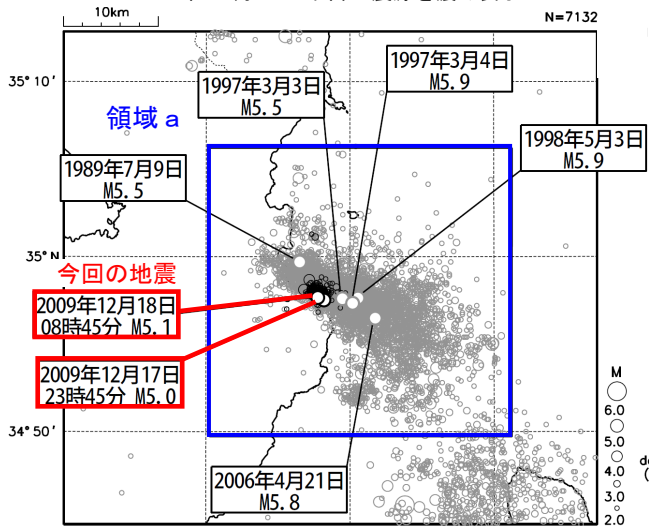 10km
N=7132
35°10′
1997年3月3日
M5.5
1997年3月4日
M5.9
領域a
1998年5月3日
M5.9
1989年7月9日
M5.5
35°N
今回の地震
2009年12月18日
08時45分 M5.1
2009年12月17日
23時45分 M5.0
34°50′
2006年4月21日
M5.8
M
6.0
5.0
4.0
3.0
2.0